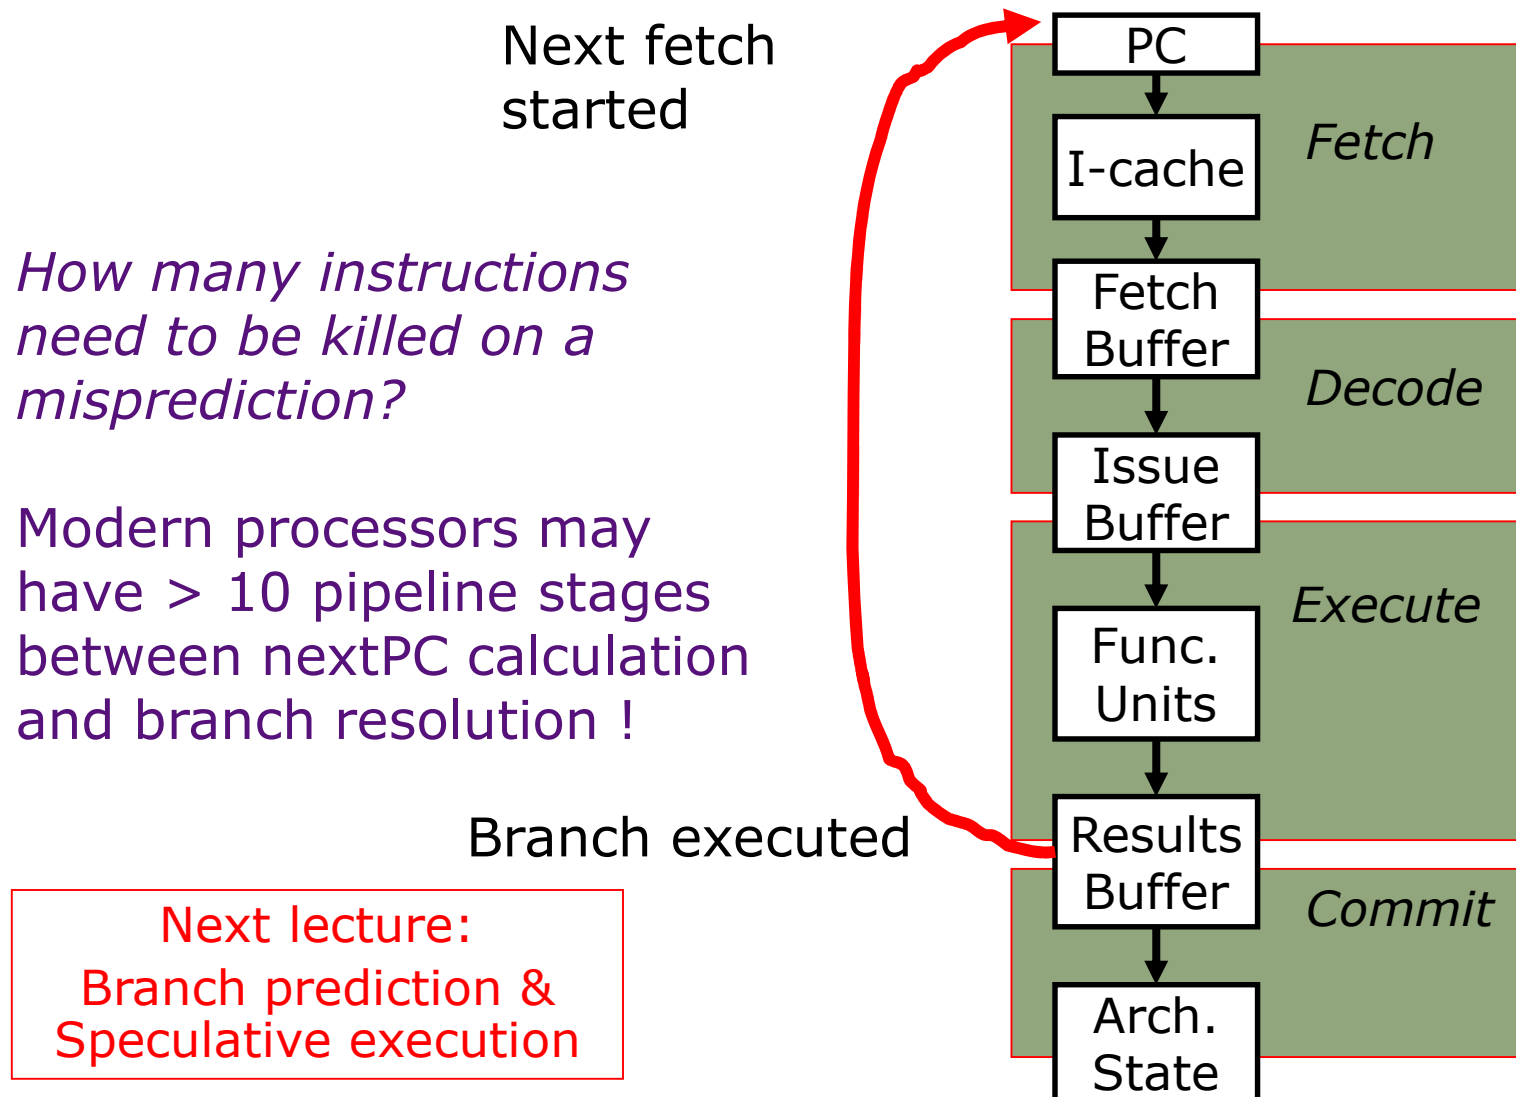 Next fetch
started
How many instructions
need to be killed on a
misprediction?
Modern processors may
have > 10 pipeline stages
between nextPC calculation
and branch resolution !
Branch executed
Next lecture:
Branch prediction &
Speculative execution
PC
Fetch
I-cache
Fetch
Buffer
Decode
Issue
Buffer
Execute
Func.
Units
Results
Buffer
Commit
Arch.
State